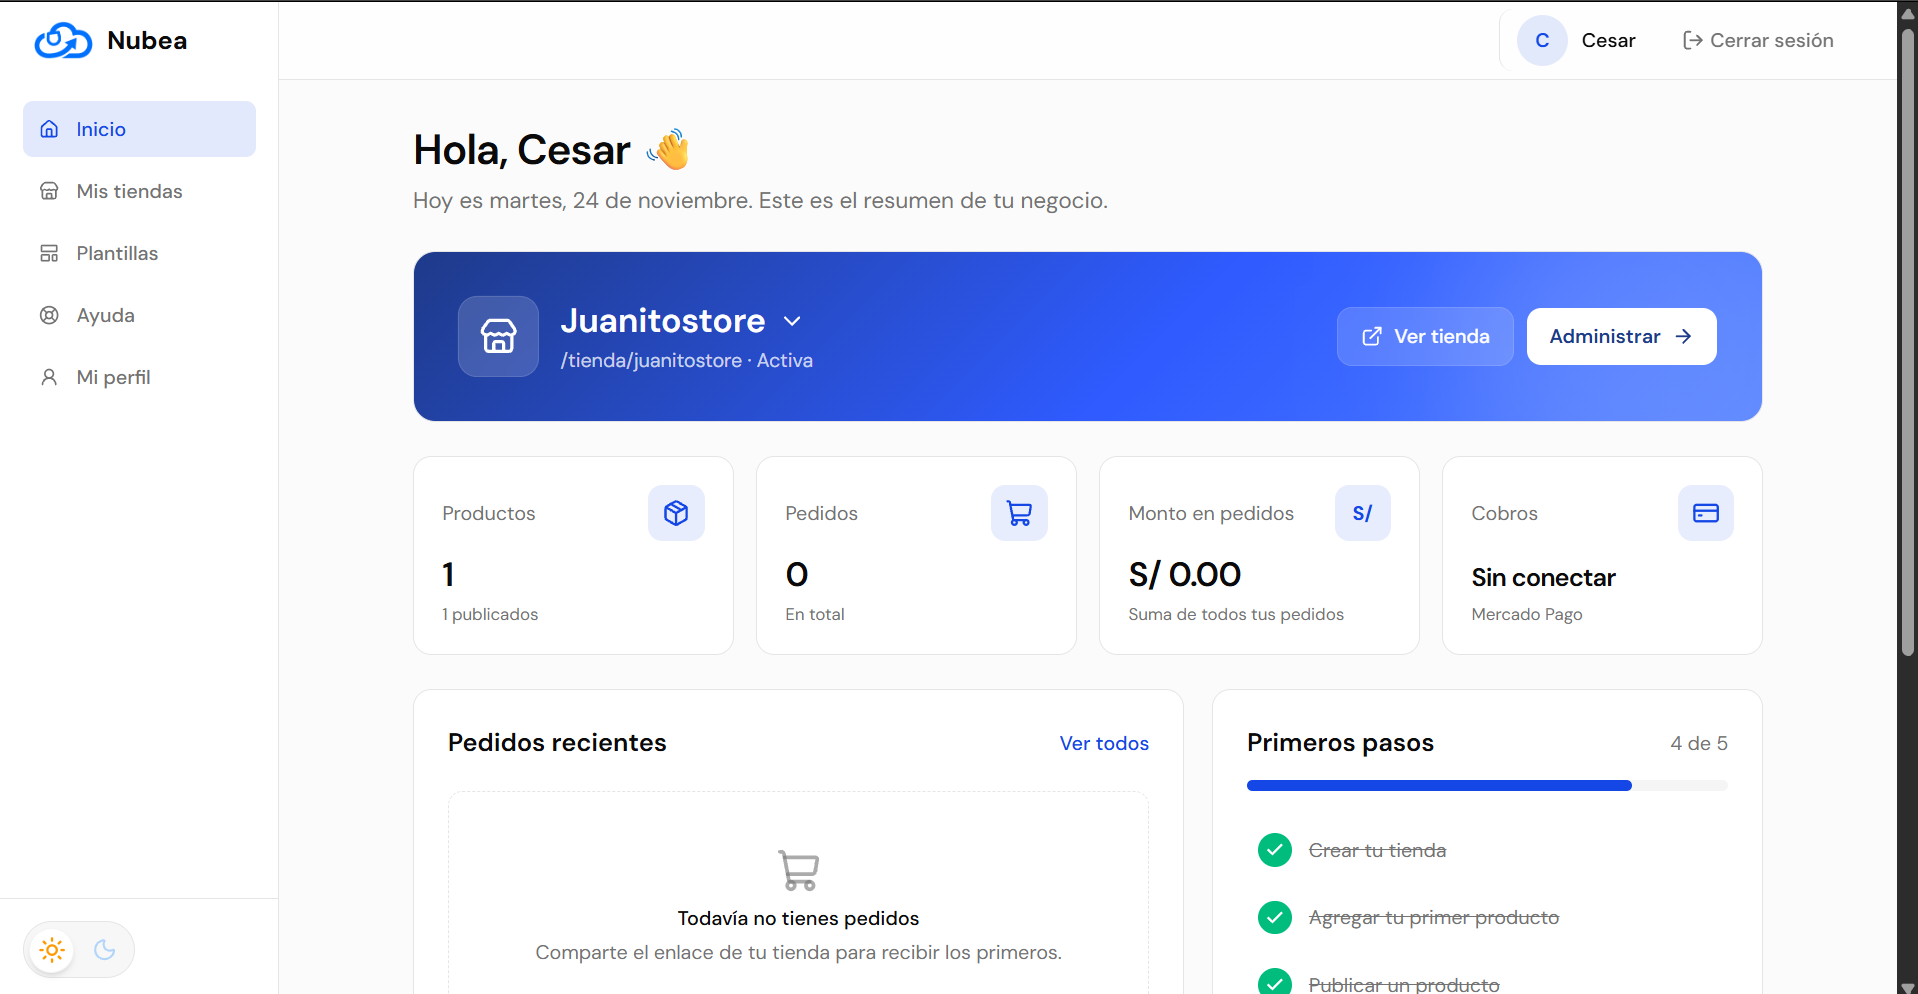 Nubea
C
Cesar
Cerrar sesión
Inicio
Mis tiendas
Plantillas
Ayuda
Mi perfil
Hola, Cesar 👋
Hoy es martes, 24 de noviembre. Este es el resumen de tu negocio.
Juanitostore
/tienda/juanitostore · Activa
Ver tienda
Administrar
Productos
1
1 publicados
Pedidos
0
En total
Monto en pedidos
S/
S/ 0.00
Suma de todos tus pedidos
Cobros
Sin conectar
Mercado Pago
Pedidos recientes
Ver todos
Todavía no tienes pedidos
Comparte el enlace de tu tienda para recibir los primeros.
Primeros pasos
4 de 5
Crear tu tienda
Agregar tu primer producto
Publicar un producto